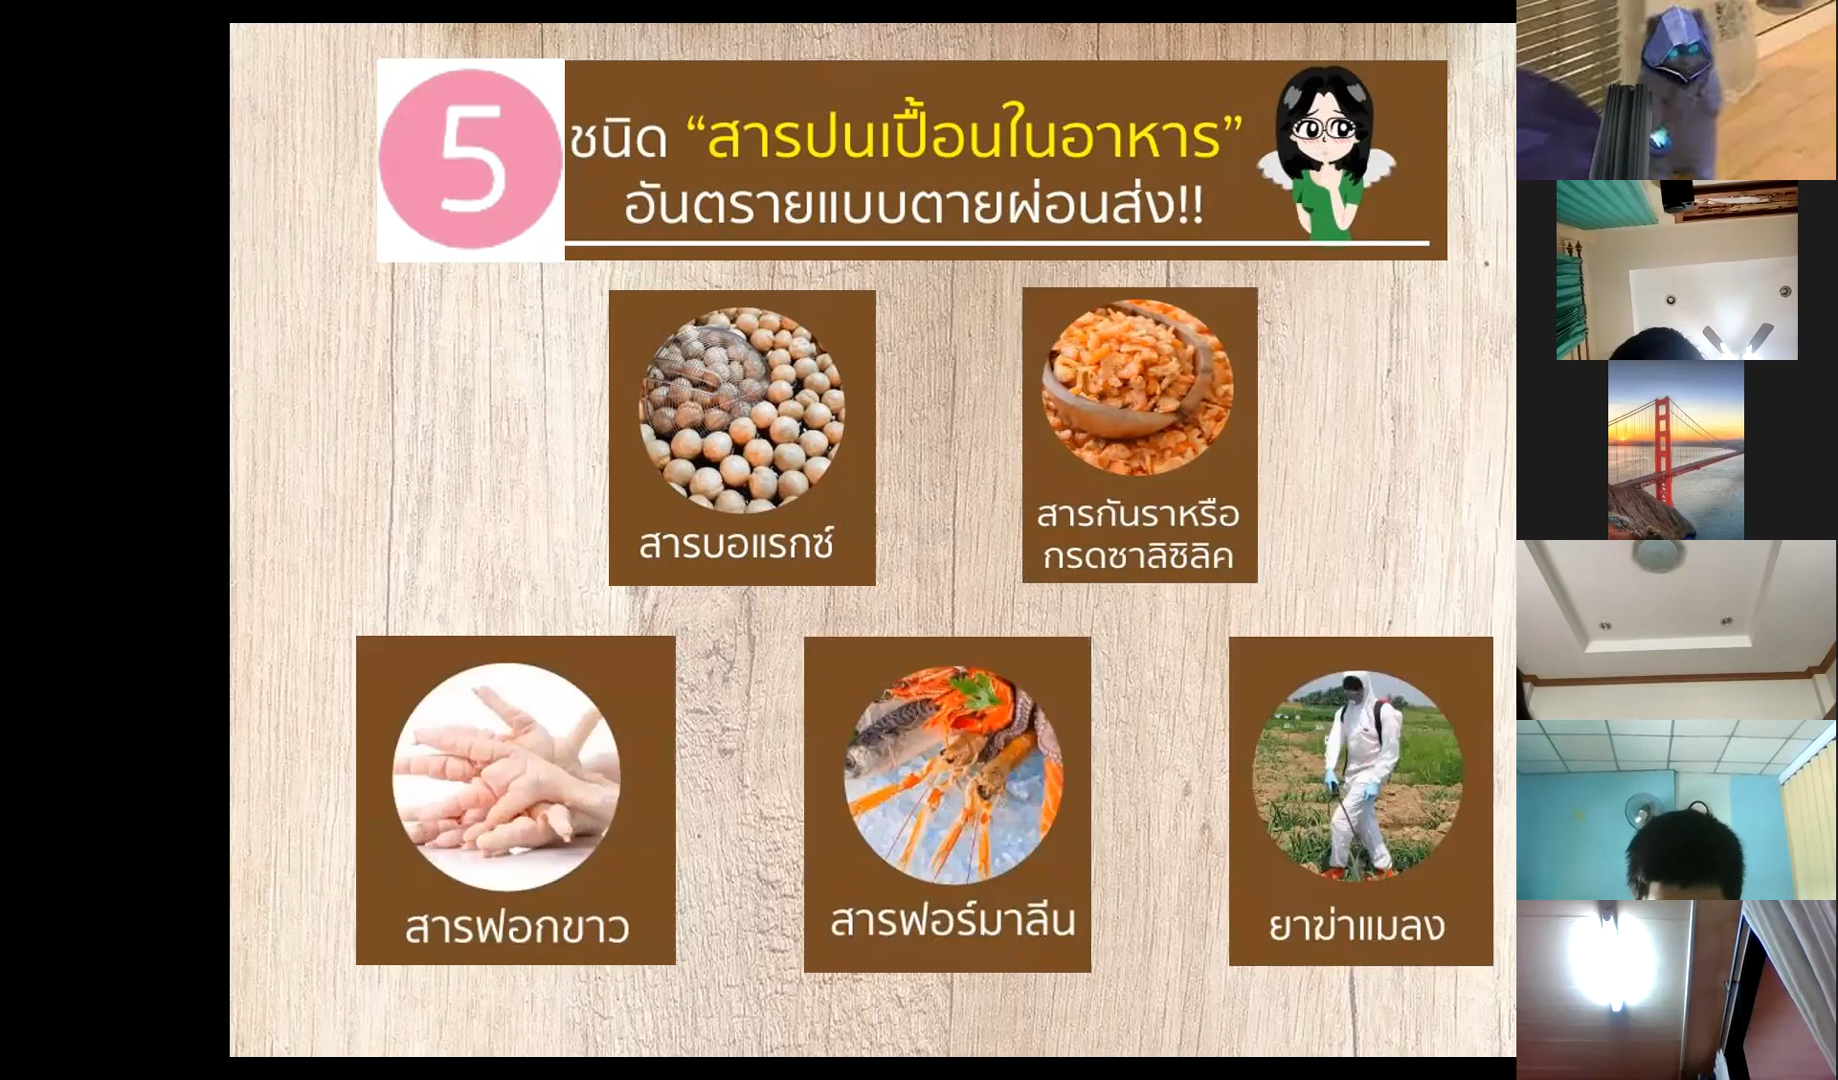 5 ชนิด “สารปนเปื้อนในอาหาร”
อันตรายแบบตายผ่อนส่ง!!
สารบอแรกซ์
สารกันราหรือ
กรดซาลิซิลิค
สารฟอกขาว
สารฟอร์มาลีน
ยาฆ่าแมลง